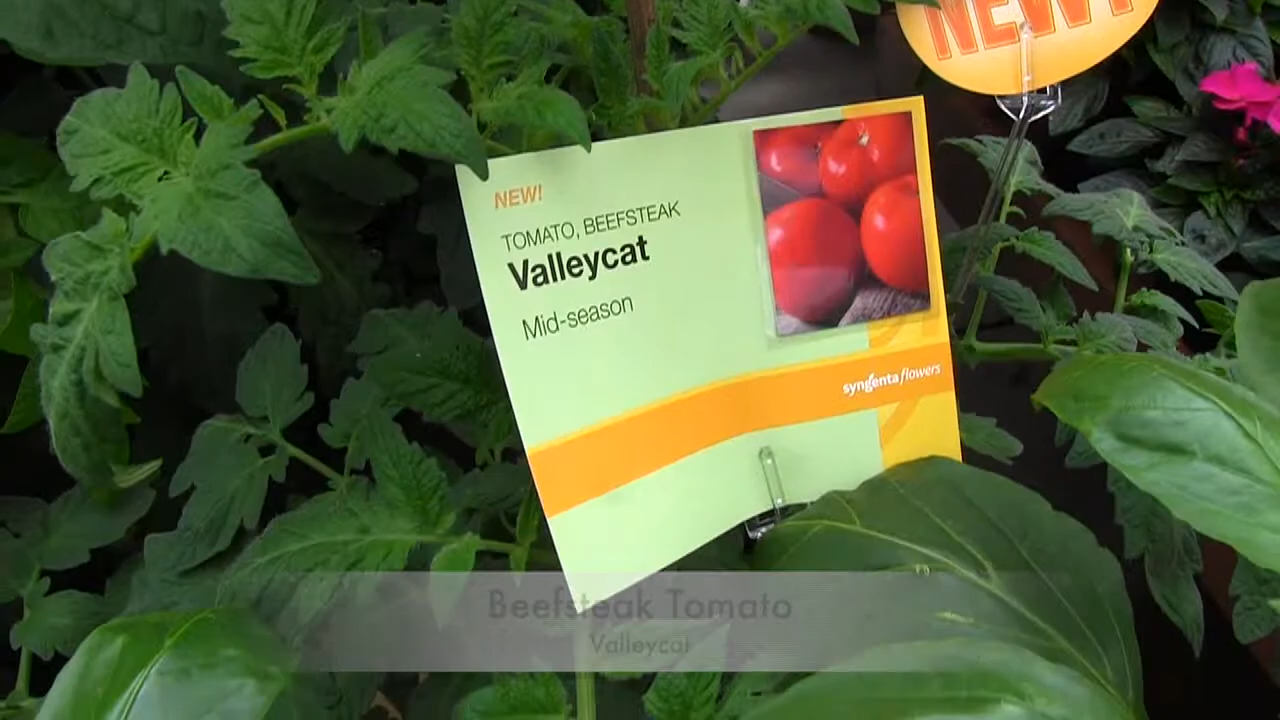 NEW!
NEW!
TOMATO, BEEFSTEAK
Valleycat
Mid-season
syngenta flowers
Beefsteak Tomato
Valleycat